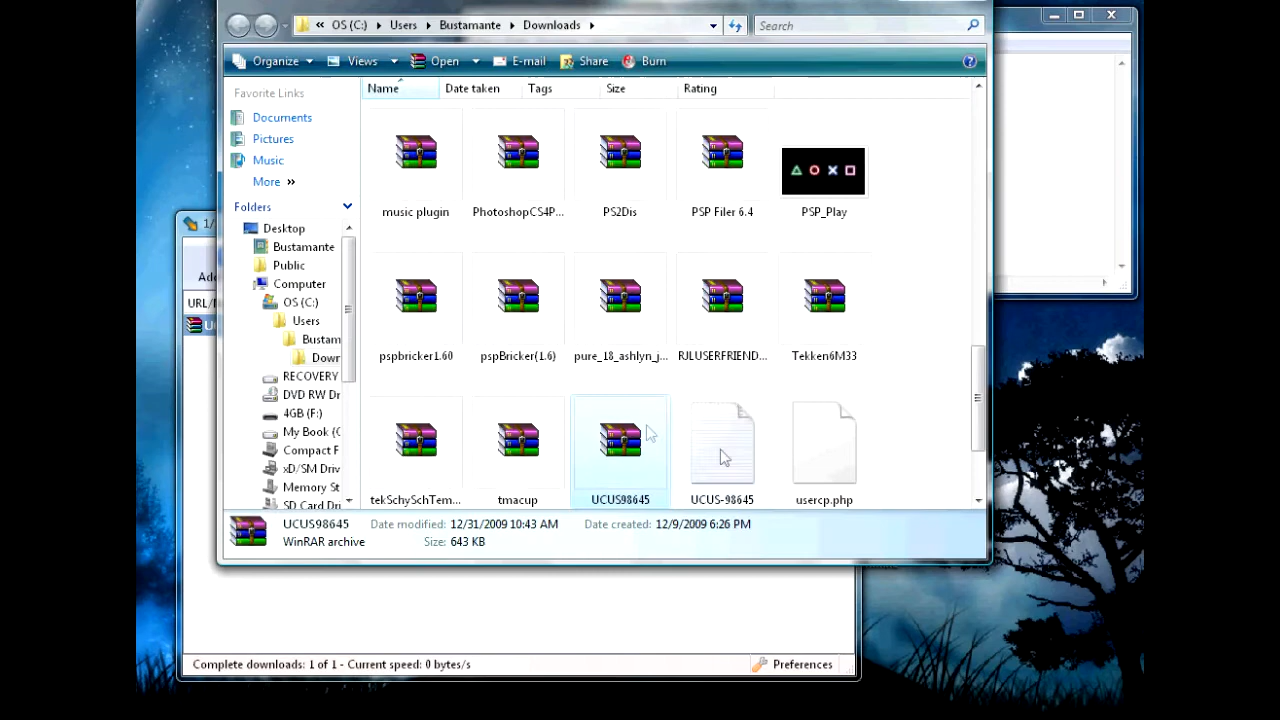 « OS (C:) ▸ Users ▸ Bustamante ▸ Downloads ▸
Search
Organize Views Open E-mail Share Burn
Favorite Links
Documents
Pictures
Music
More »
Folders
Desktop
Bustamante
Public
Computer
OS (C:)
Users
Bustam
Down
RECOVERY
DVD RW Dr
4GB (F:)
My Book (
Compact F
xD/SM Driv
Memory St
SD Card Dri
Name Date taken Tags Size Rating
music plugin PhotoshopCS4P... PS2Dis PSP Filer 6.4 PSP_Play
pspbricker1.60 pspBricker(1.6) pure_18_ashlyn_j... RJLUSERFRIEND... Tekken6M33
tekSchySchTem... tmacup UCUS98645 UCUS-98645 usercp.php
UCUS98645 Date modified: 12/31/2009 10:43 AM Date created: 12/9/2009 6:26 PM
WinRAR archive Size: 643 KB
1/
Ad
URL/
U
Complete downloads: 1 of 1 - Current speed: 0 bytes/s
Preferences